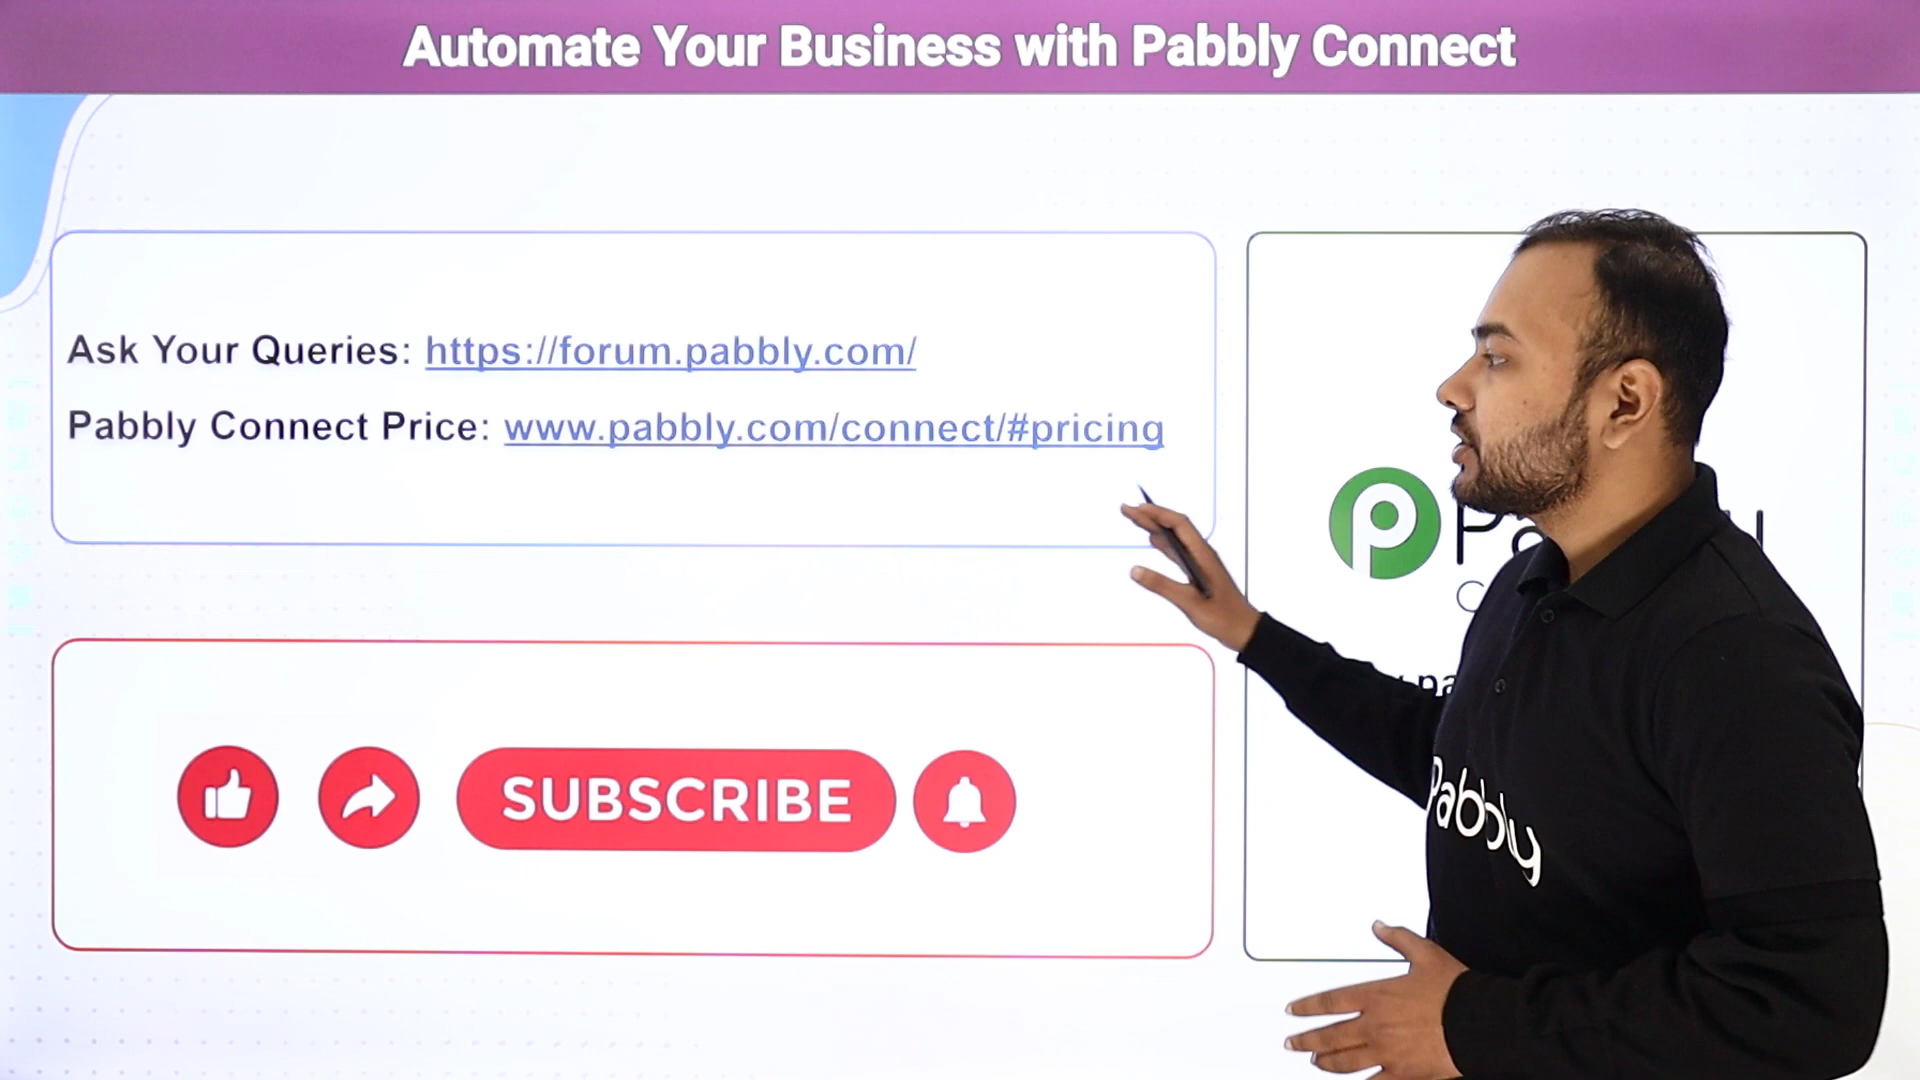 Automate Your Business with Pabbly Connect
Ask Your Queries: https://forum.pabbly.com/
Pabbly Connect Price: www.pabbly.com/connect/#pricing
SUBSCRIBE
Pabbly